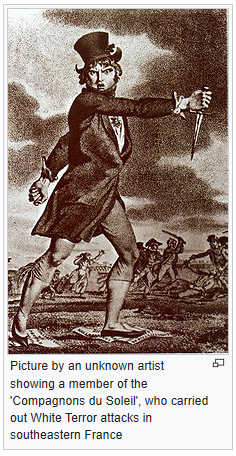 Picture by an unknown artist
showing a member of the
'Compagnons du Soleil', who carried
out White Terror attacks in
southeastern France